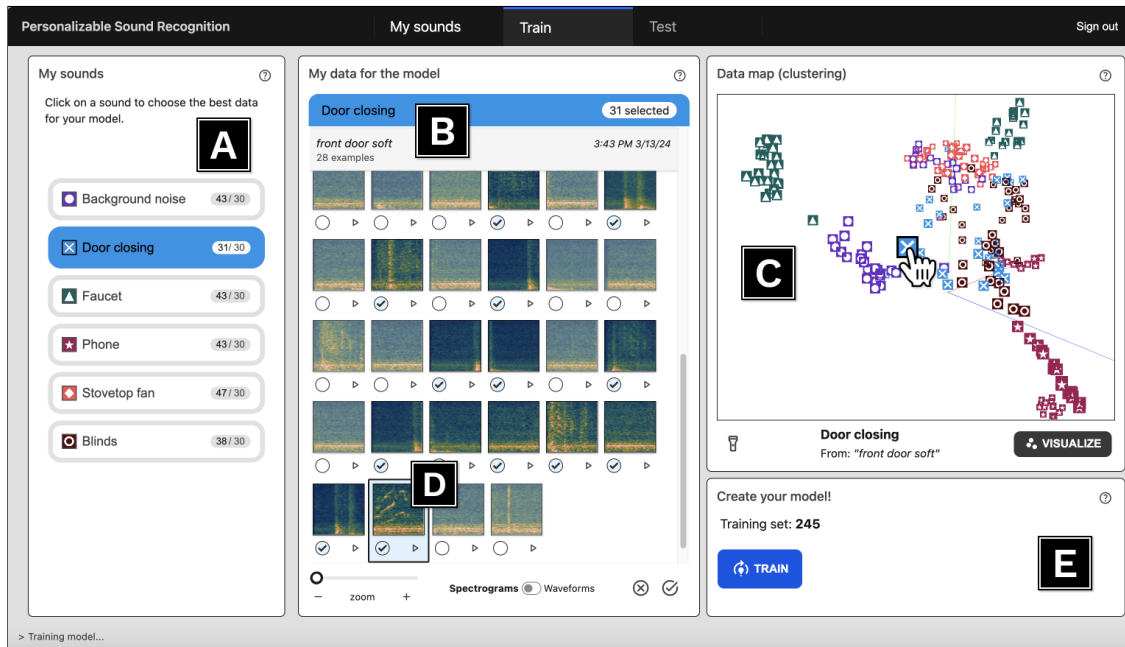 Personalizable Sound Recognition
My sounds
Train
Test
Sign out
My sounds
?
Click on a sound to choose the best data
for your model.
A
Background noise 43 / 30
Door closing 31 / 30
Faucet 43 / 30
Phone 43 / 30
Stovetop fan 47 / 30
Blinds 38 / 30
My data for the model
?
Door closing
31 selected
B
front door soft
3:43 PM 3/13/24
28 examples
D
− zoom +
Spectrograms
Waveforms
Data map (clustering)
?
C
Door closing
From: "front door soft"
VISUALIZE
Create your model!
?
Training set: 245
TRAIN
E
> Training model...